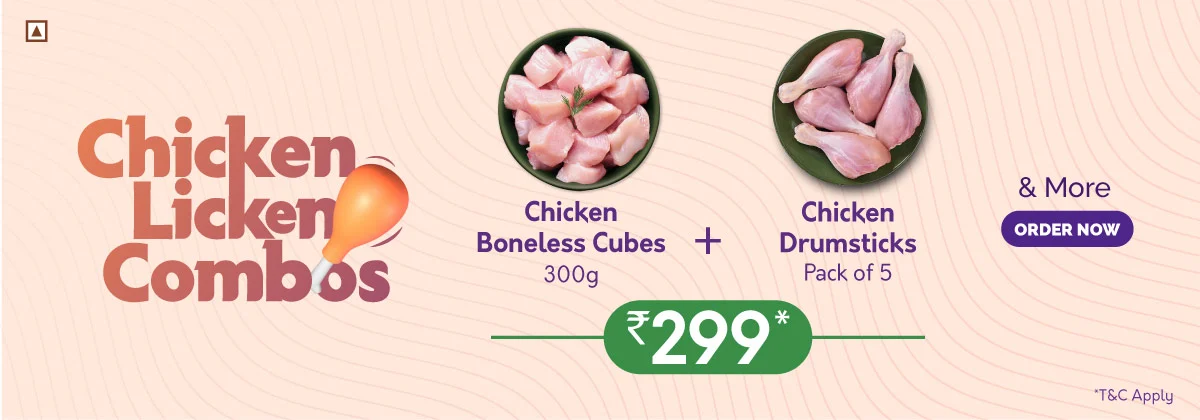 Chicken
Licken
Combos
Chicken
Boneless Cubes
300g
+
Chicken
Drumsticks
Pack of 5
₹299*
& More
ORDER NOW
*T&C Apply